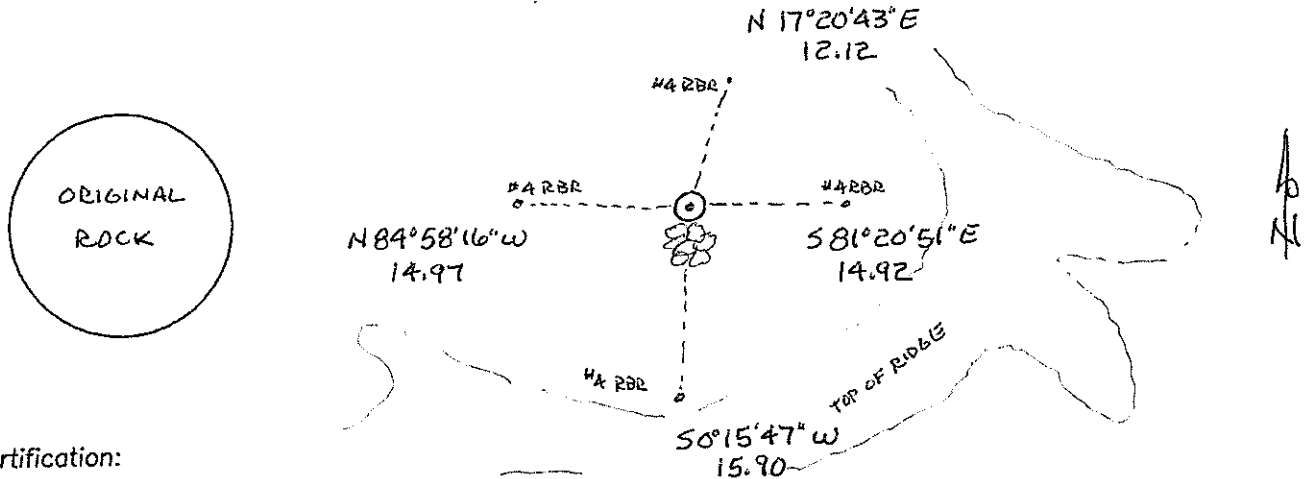 N 17°20'43"E
12.12
#4 RBR
ORIGINAL
ROCK
#4 RBR
#4 RBR
N 84°58'16"W
14.97
S 81°20'51"E
14.92
N
#4 RBR
TOP OF RIDGE
S 0°15'47"W
15.90
rtification: